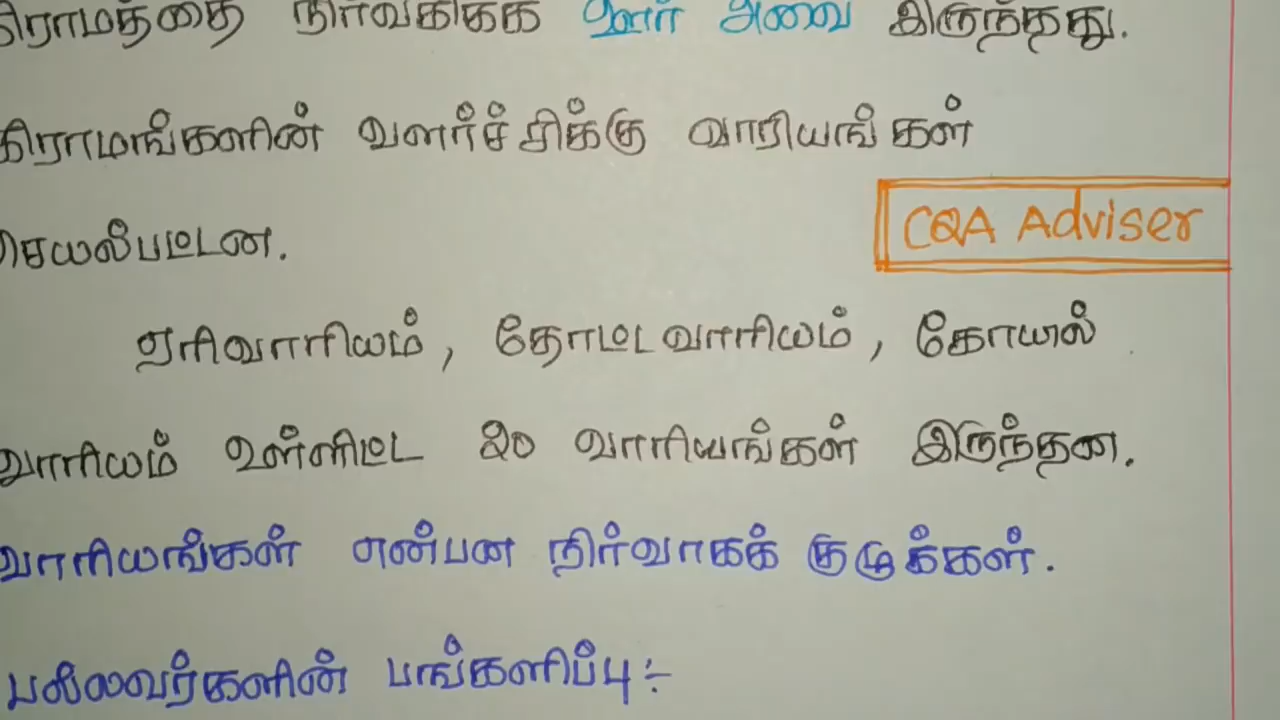 கிராமத்தை நிர்வகிக்க ஊர் அவை இருந்தது.
கிராமங்களின் வளர்ச்சிக்கு வாரியங்கள்
செயல்பட்டன.
CQA Adviser
ஏரிவாரியம், தோட்டவாரியம், கோயில்
வாரியம் உள்ளிட்ட 20 வாரியங்கள் இருந்தன.
வாரியங்கள் என்பன நிர்வாகக் குழுக்கள்.
பல்லவர்களின் பங்களிப்பு:-